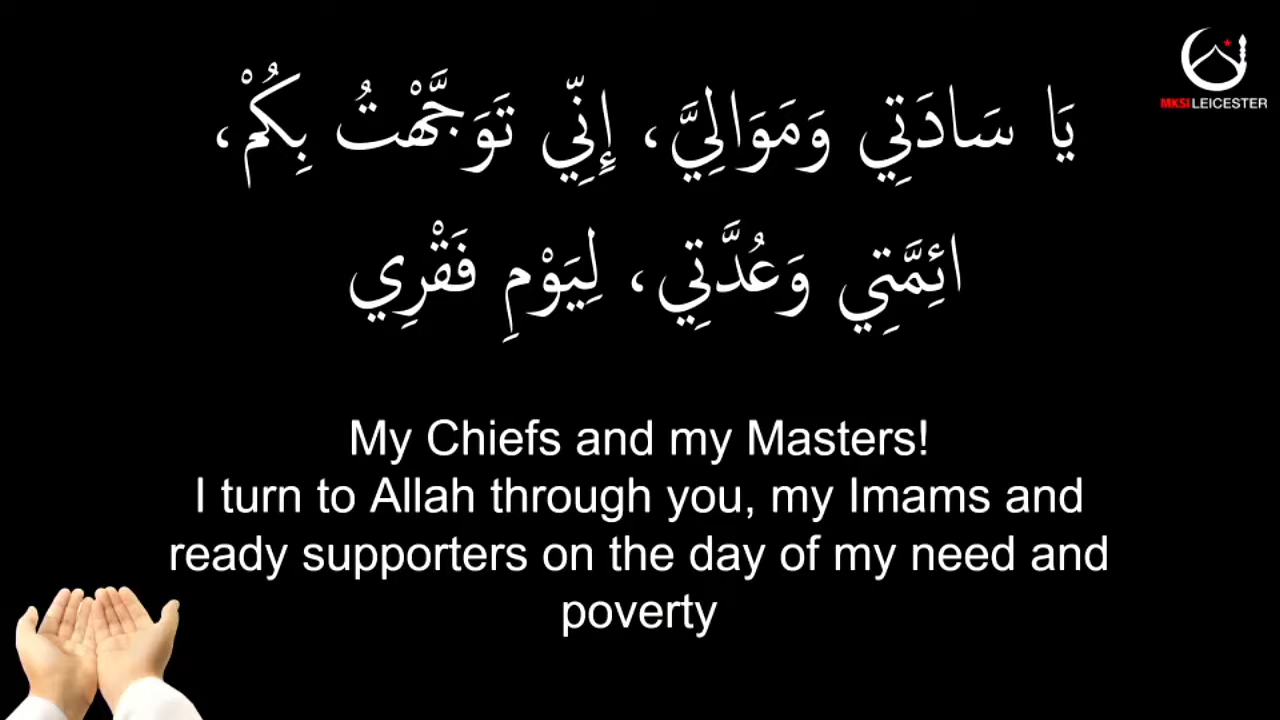 MKSI LEICESTER
يَا سَادَتِي وَمَوَالِيَّ، إِنِّي تَوَجَّهْتُ بِكُمْ،
ائِمَّتِي وَعُدَّتِي، لِيَوْمِ فَقْرِي
My Chiefs and my Masters!
I turn to Allah through you, my Imams and
ready supporters on the day of my need and
poverty